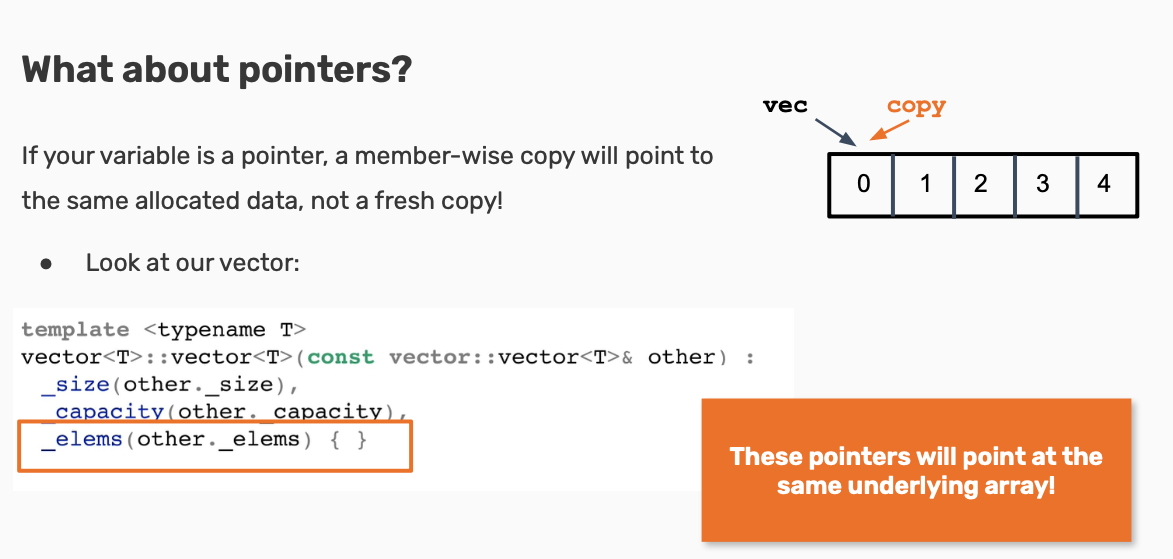 What about pointers?
vec
copy
If your variable is a pointer, a member-wise copy will point to
the same allocated data, not a fresh copy!
0 1 2 3 4
● Look at our vector:
template <typename T>
vector<T>::vector<T>(const vector::vector<T>& other) :
_size(other._size),
_capacity(other._capacity),
_elems(other._elems) { }
These pointers will point at the
same underlying array!